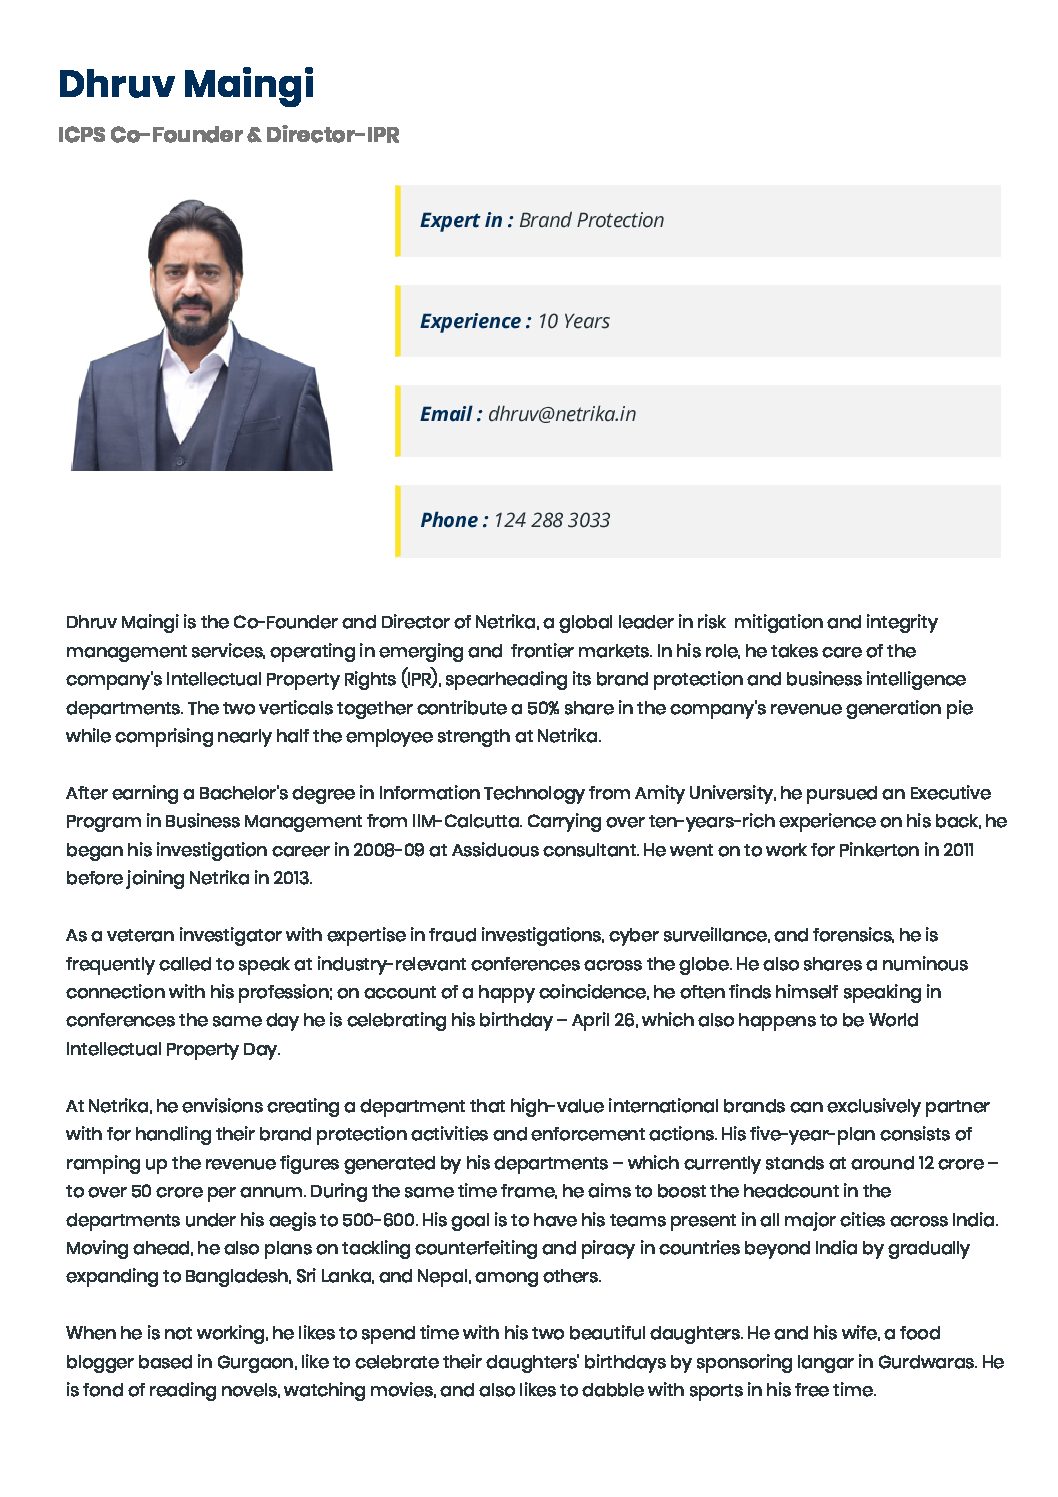 Dhruv Maingi
ICPS Co-Founder & Director-IPR
Expert in : Brand Protection
Experience : 10 Years
Email : dhruv@netrika.in
Phone : 124 288 3033
Dhruv Maingi is the Co-Founder and Director of Netrika, a global leader in risk mitigation and integrity
management services, operating in emerging and frontier markets. In his role, he takes care of the
company's Intellectual Property Rights (IPR), spearheading its brand protection and business intelligence
departments. The two verticals together contribute a 50% share in the company's revenue generation pie
while comprising nearly half the employee strength at Netrika.
After earning a Bachelor's degree in Information Technology from Amity University, he pursued an Executive
Program in Business Management from IIM-Calcutta. Carrying over ten-years-rich experience on his back, he
began his investigation career in 2008-09 at Assiduous consultant. He went on to work for Pinkerton in 2011
before joining Netrika in 2013.
As a veteran investigator with expertise in fraud investigations, cyber surveillance, and forensics, he is
frequently called to speak at industry-relevant conferences across the globe. He also shares a numinous
connection with his profession; on account of a happy coincidence, he often finds himself speaking in
conferences the same day he is celebrating his birthday – April 26, which also happens to be World
Intellectual Property Day.
At Netrika, he envisions creating a department that high-value international brands can exclusively partner
with for handling their brand protection activities and enforcement actions. His five-year-plan consists of
ramping up the revenue figures generated by his departments – which currently stands at around 12 crore –
to over 50 crore per annum. During the same time frame, he aims to boost the headcount in the
departments under his aegis to 500-600. His goal is to have his teams present in all major cities across India.
Moving ahead, he also plans on tackling counterfeiting and piracy in countries beyond India by gradually
expanding to Bangladesh, Sri Lanka, and Nepal, among others.
When he is not working, he likes to spend time with his two beautiful daughters. He and his wife, a food
blogger based in Gurgaon, like to celebrate their daughters' birthdays by sponsoring langar in Gurdwaras. He
is fond of reading novels, watching movies, and also likes to dabble with sports in his free time.